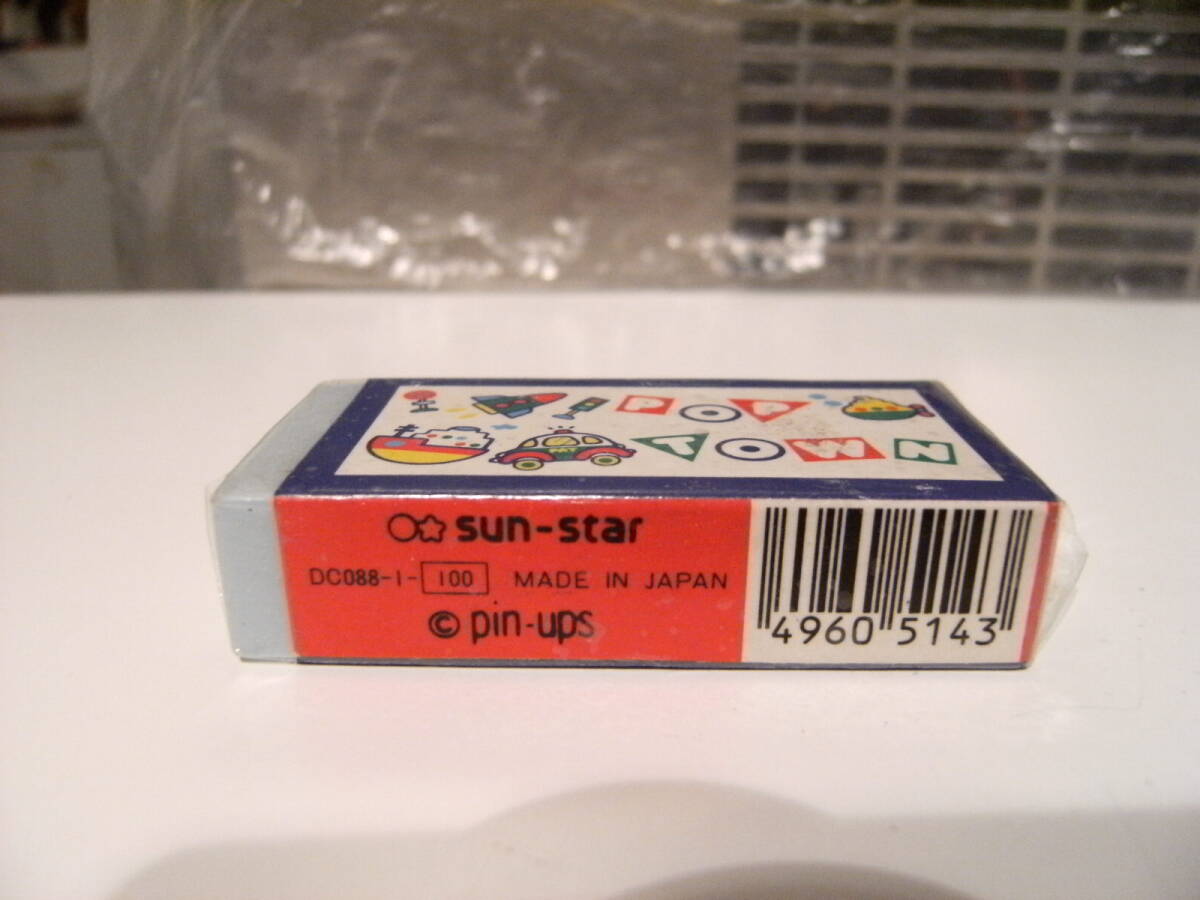 POP
TOWN
sun-star
DC088-1-100 MADE IN JAPAN
© pin-ups
4960 5143